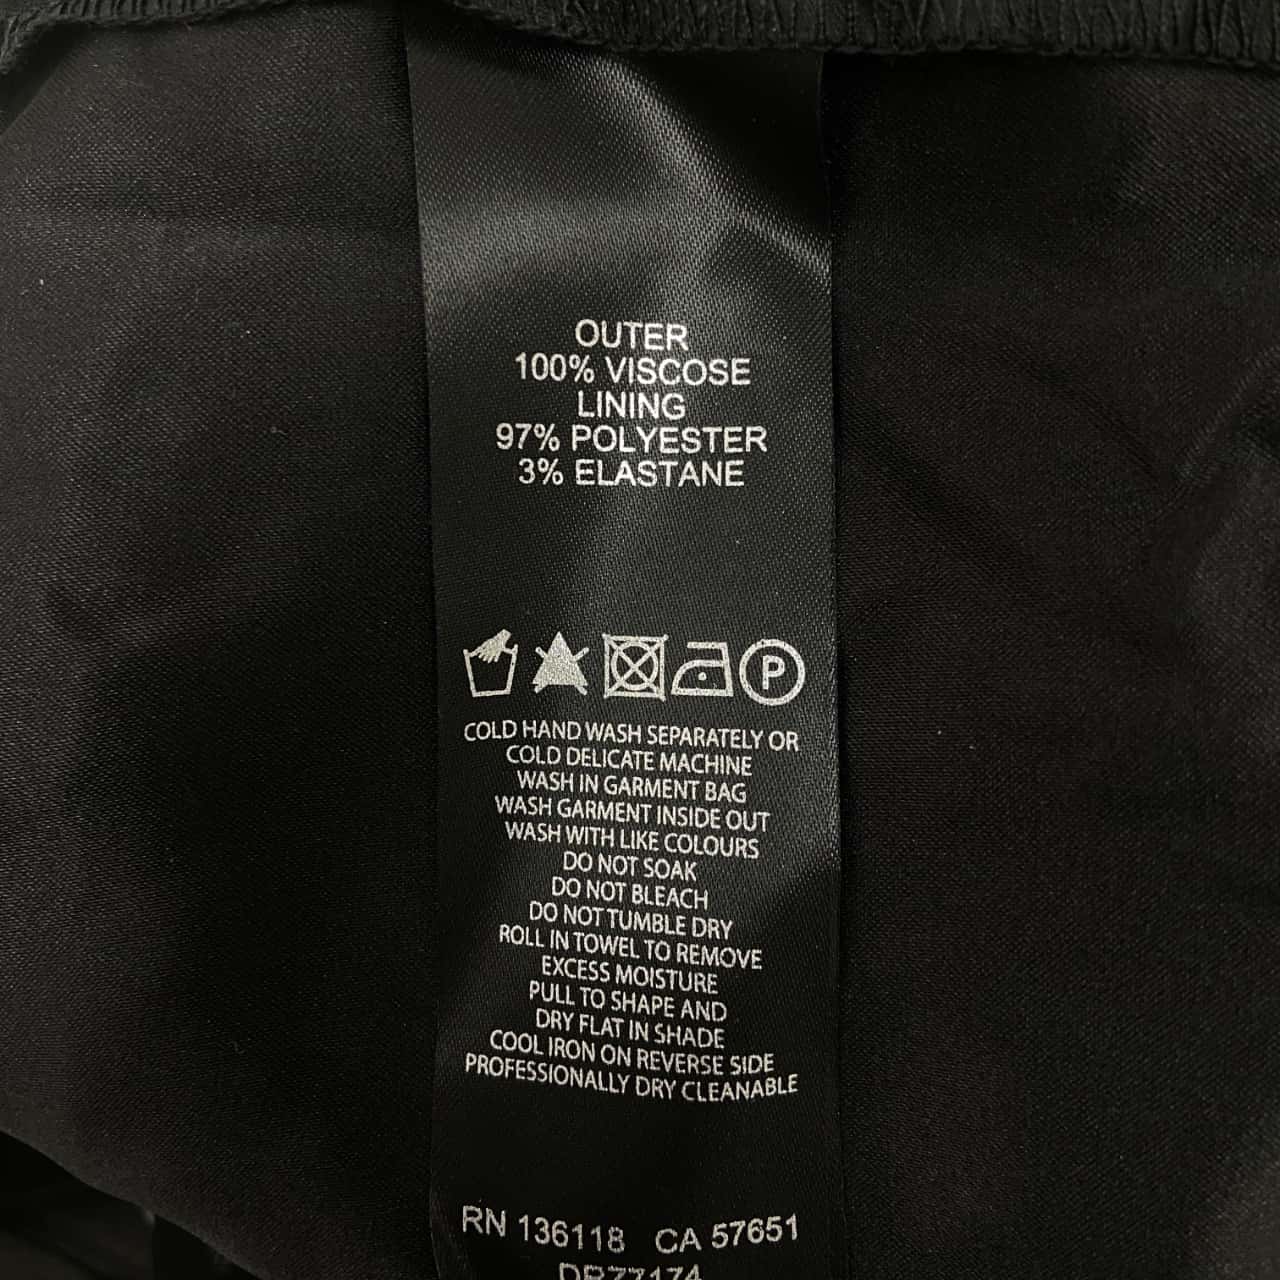 OUTER
100% VISCOSE
LINING
97% POLYESTER
3% ELASTANE
P
COLD HAND WASH SEPARATELY OR
COLD DELICATE MACHINE
WASH IN GARMENT BAG
WASH GARMENT INSIDE OUT
WASH WITH LIKE COLOURS
DO NOT SOAK
DO NOT BLEACH
DO NOT TUMBLE DRY
ROLL IN TOWEL TO REMOVE
EXCESS MOISTURE
PULL TO SHAPE AND
DRY FLAT IN SHADE
COOL IRON ON REVERSE SIDE
PROFESSIONALLY DRY CLEANABLE
RN 136118 CA 57651